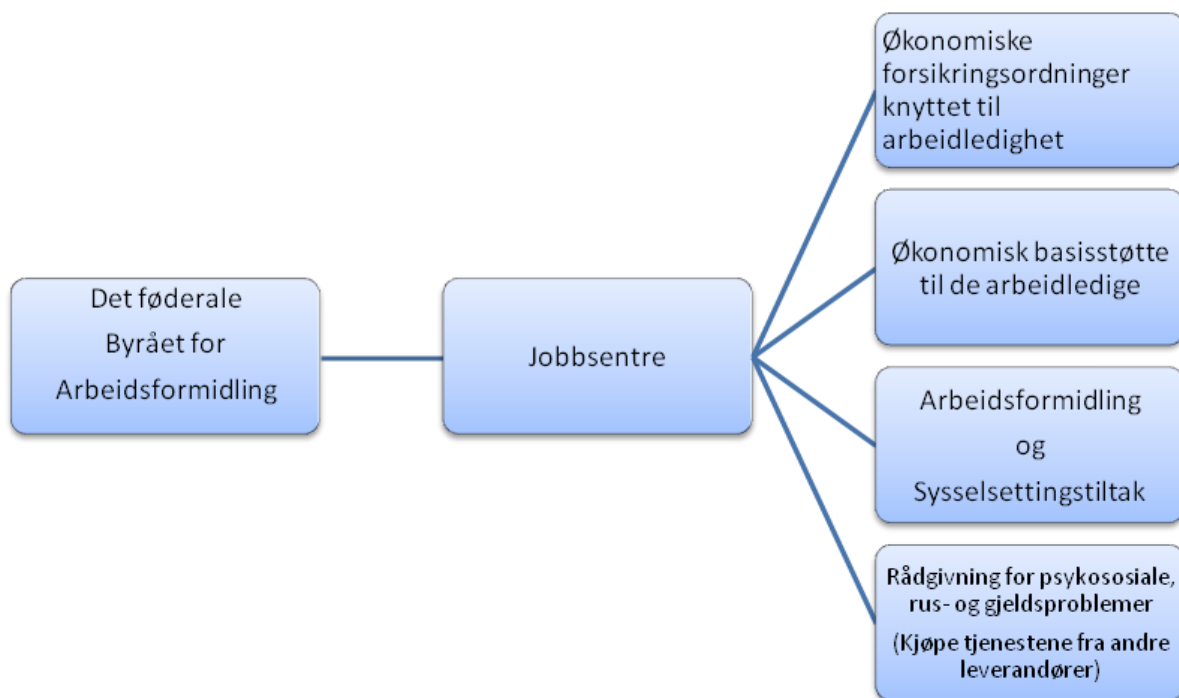 Det føderale
Byrået for
Arbeidsformidling
Jobbsentre
Økonomiske
forsikringsordninger
knyttet til
arbeidledighet
Økonomisk basisstøtte
til de arbeidledige
Arbeidsformidling
og
Sysselsettingstiltak
Rådgivning for psykososiale,
rus- og gjeldsproblemer
(Kjøpe tjenestene fra andre
leverandører)